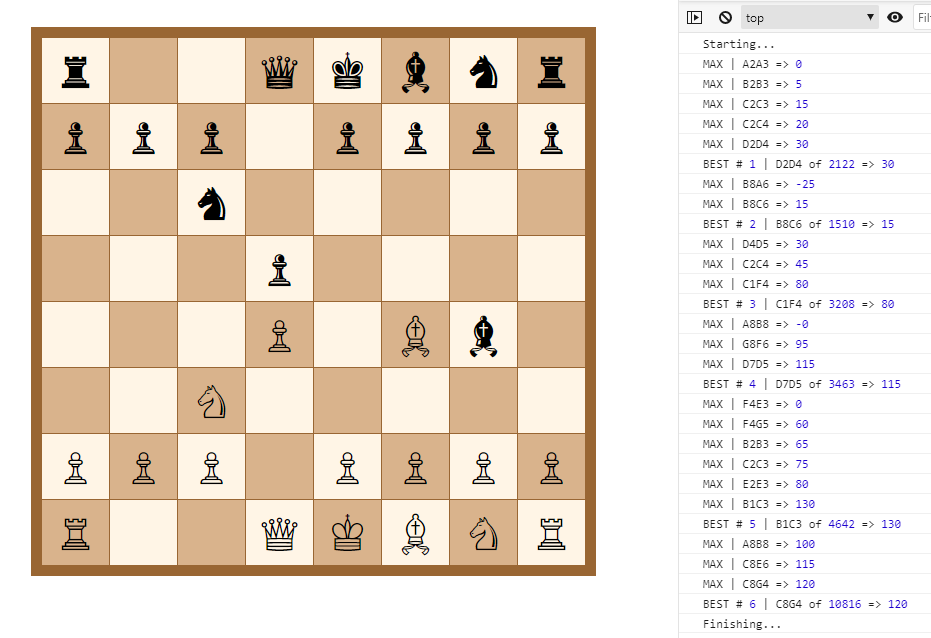 top
Fil
Starting...
MAX | A2A3 => 0
MAX | B2B3 => 5
MAX | C2C3 => 15
MAX | C2C4 => 20
MAX | D2D4 => 30
BEST # 1 | D2D4 of 2122 => 30
MAX | B8A6 => -25
MAX | B8C6 => 15
BEST # 2 | B8C6 of 1510 => 15
MAX | D4D5 => 30
MAX | C2C4 => 45
MAX | C1F4 => 80
BEST # 3 | C1F4 of 3208 => 80
MAX | A8B8 => -0
MAX | G8F6 => 95
MAX | D7D5 => 115
BEST # 4 | D7D5 of 3463 => 115
MAX | F4E3 => 0
MAX | F4G5 => 60
MAX | B2B3 => 65
MAX | C2C3 => 75
MAX | E2E3 => 80
MAX | B1C3 => 130
BEST # 5 | B1C3 of 4642 => 130
MAX | A8B8 => 100
MAX | C8E6 => 115
MAX | C8G4 => 120
BEST # 6 | C8G4 of 10816 => 120
Finishing...